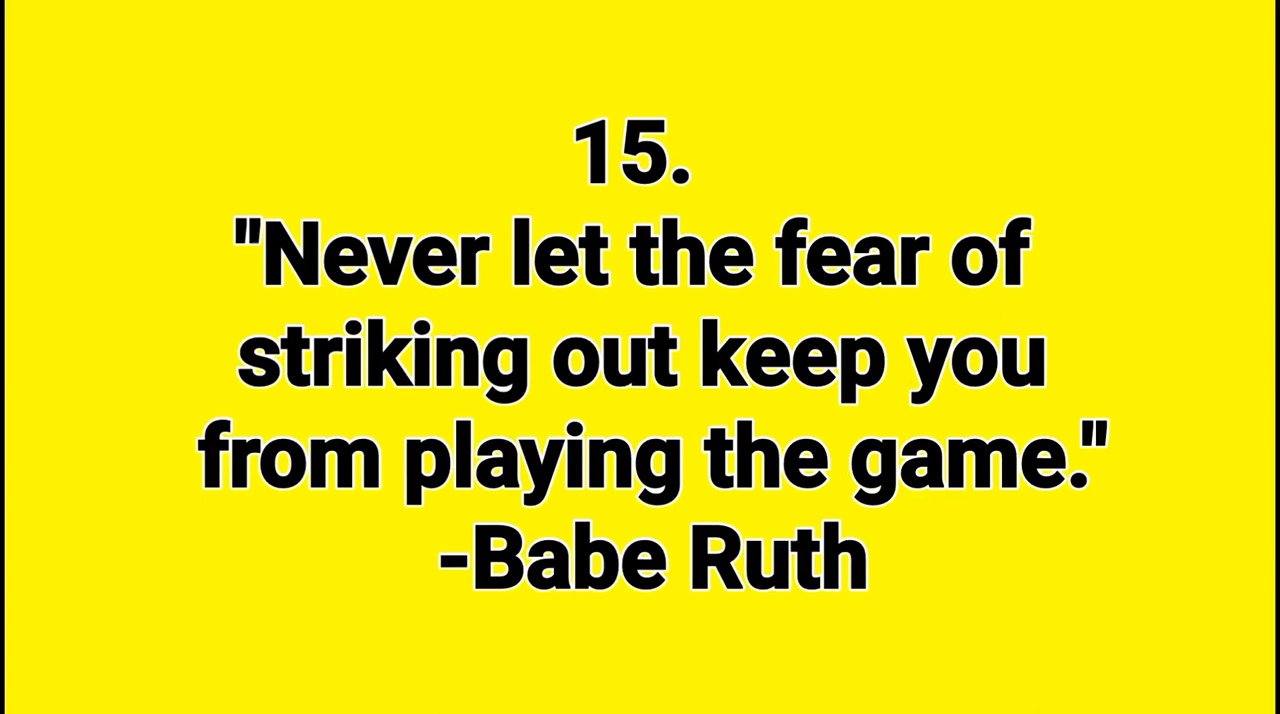 15.
"Never let the fear of
striking out keep you
from playing the game."
-Babe Ruth